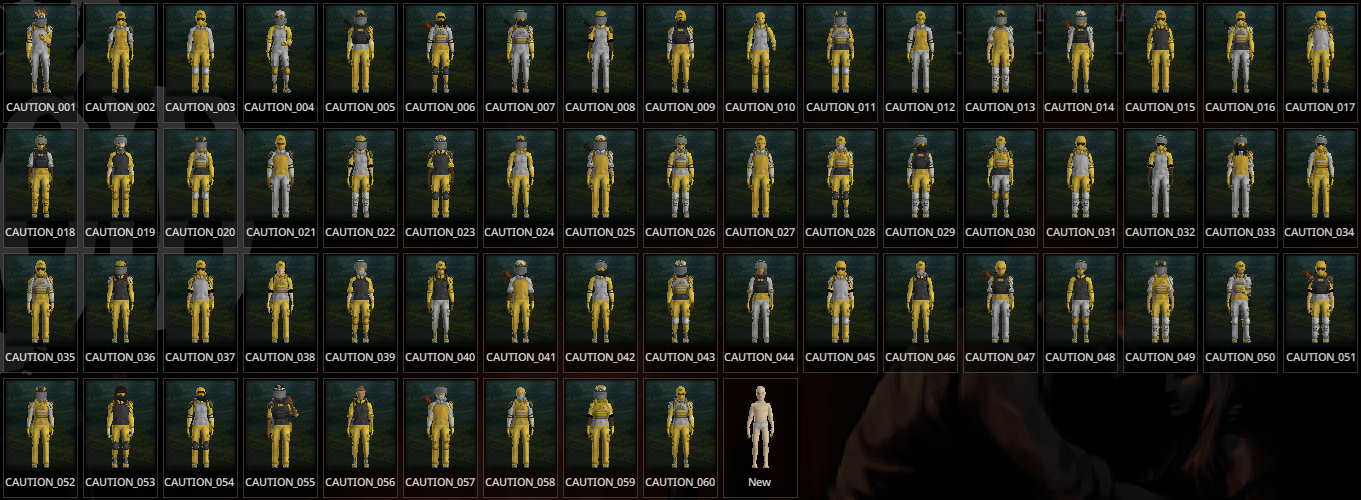 CAUTION_001 CAUTION_002 CAUTION_003 CAUTION_004 CAUTION_005 CAUTION_006 CAUTION_007 CAUTION_008 CAUTION_009 CAUTION_010 CAUTION_011 CAUTION_012 CAUTION_013 CAUTION_014 CAUTION_015 CAUTION_016 CAUTION_017
CAUTION_018 CAUTION_019 CAUTION_020 CAUTION_021 CAUTION_022 CAUTION_023 CAUTION_024 CAUTION_025 CAUTION_026 CAUTION_027 CAUTION_028 CAUTION_029 CAUTION_030 CAUTION_031 CAUTION_032 CAUTION_033 CAUTION_034
CAUTION_035 CAUTION_036 CAUTION_037 CAUTION_038 CAUTION_039 CAUTION_040 CAUTION_041 CAUTION_042 CAUTION_043 CAUTION_044 CAUTION_045 CAUTION_046 CAUTION_047 CAUTION_048 CAUTION_049 CAUTION_050 CAUTION_051
CAUTION_052 CAUTION_053 CAUTION_054 CAUTION_055 CAUTION_056 CAUTION_057 CAUTION_058 CAUTION_059 CAUTION_060 New